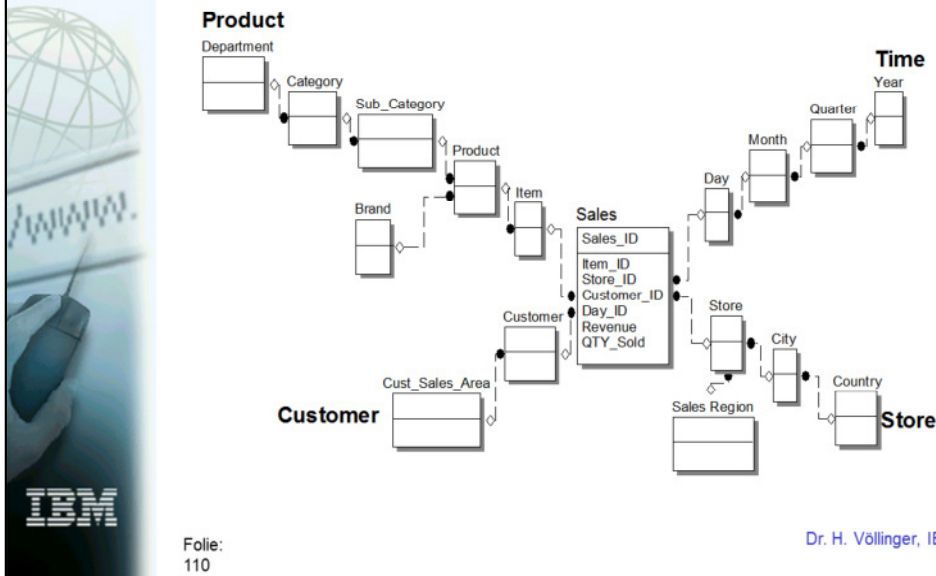 Product
Department
Category
Sub_Category
Product
Item
Brand
Time
Year
Quarter
Month
Day
Sales
Sales_ID
Item_ID
Store_ID
Customer_ID
Day_ID
Revenue
QTY_Sold
Customer
Cust_Sales_Area
Customer
Store
City
Country
Sales Region
Store
IBM
Folie:
110
Dr. H. Völlinger,